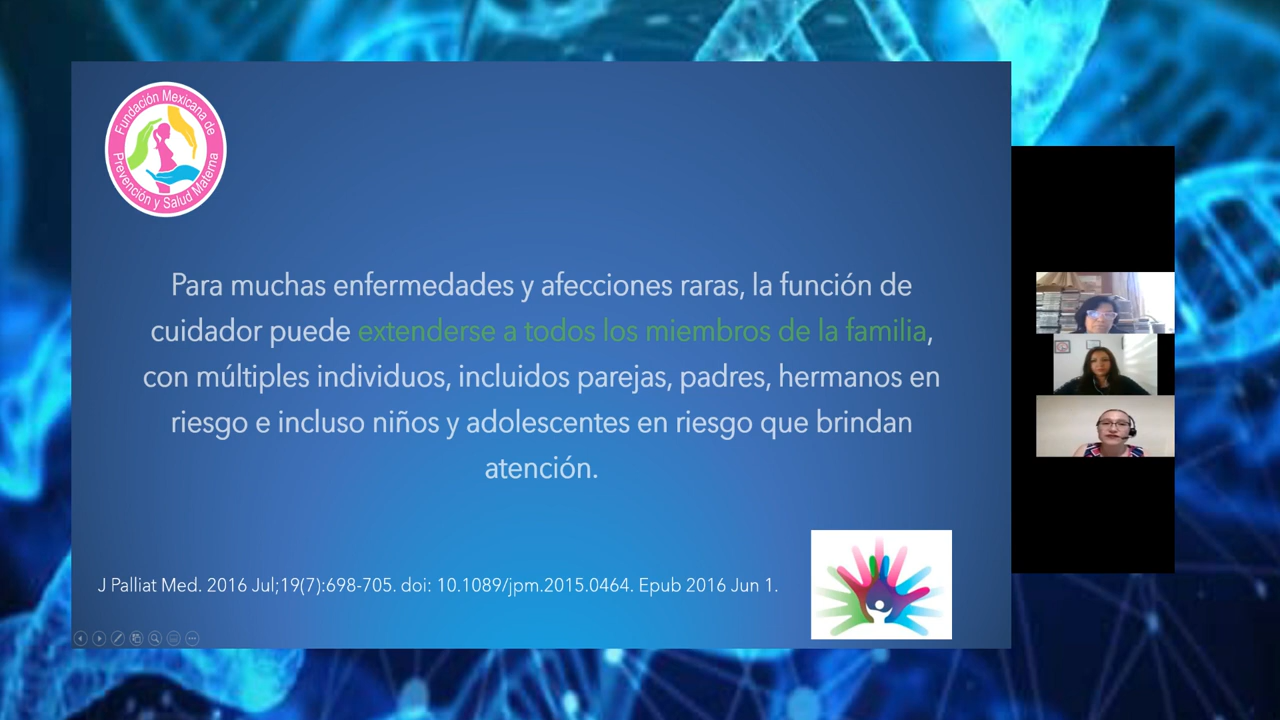 Fundación Mexicana de
Prevención y Salud Materna
Para muchas enfermedades y afecciones raras, la función de
cuidador puede extenderse a todos los miembros de la familia,
con múltiples individuos, incluidos parejas, padres, hermanos en
riesgo e incluso niños y adolescentes en riesgo que brindan
atención.
J Palliat Med. 2016 Jul;19(7):698-705. doi: 10.1089/jpm.2015.0464. Epub 2016 Jun 1.